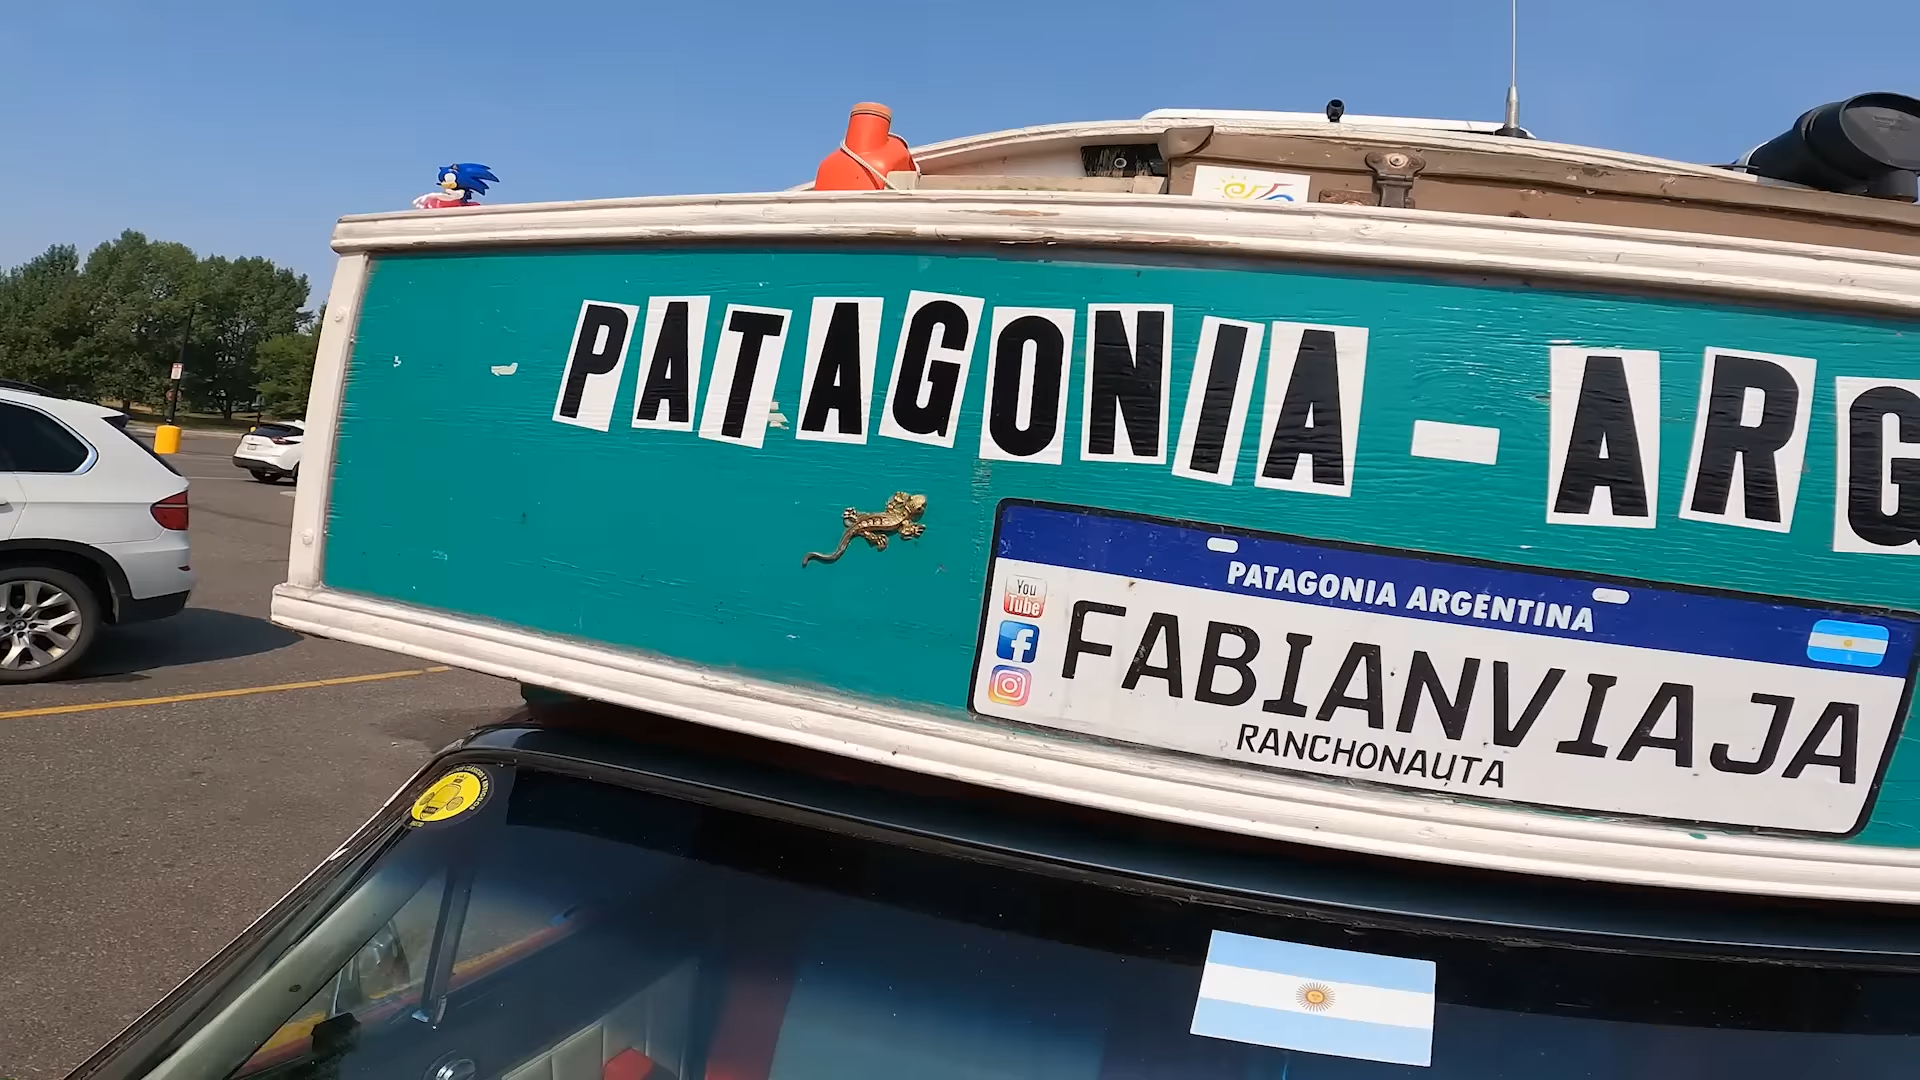 PATAGONIA - ARG
PATAGONIA ARGENTINA
You
Tube
f
FABIANVIAJA
RANCHONAUTA